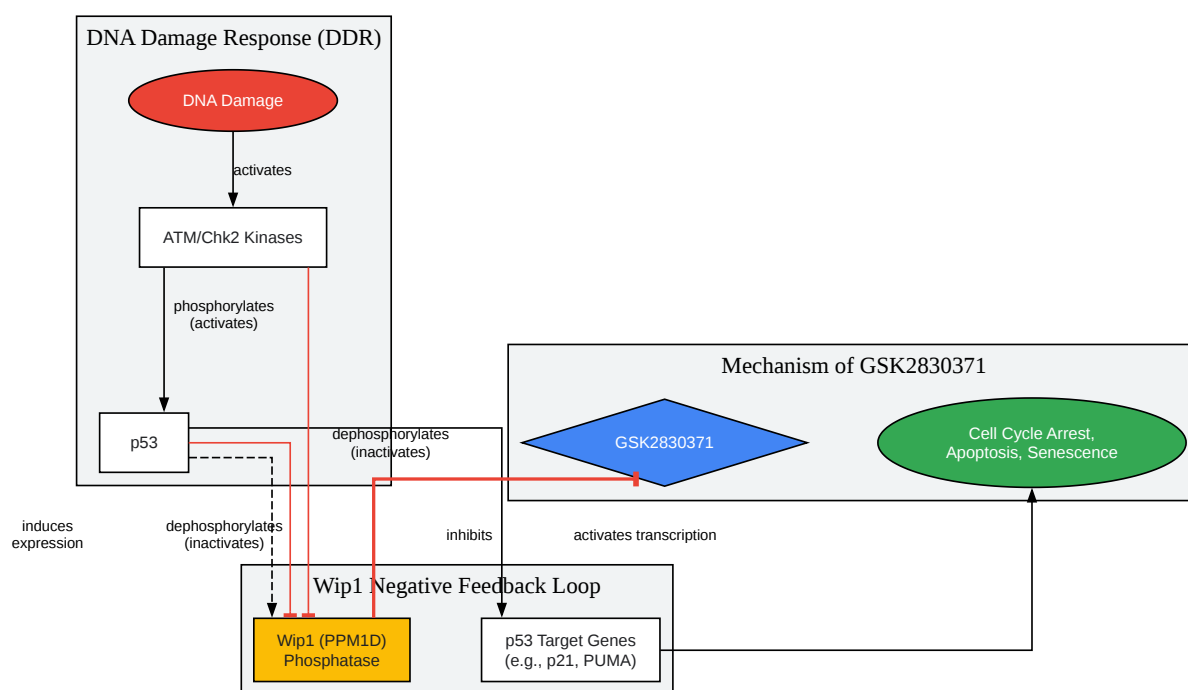 DNA Damage Response (DDR)
DNA Damage
activates
ATM/Chk2 Kinases
phosphorylates
(activates)
Mechanism of GSK2830371
p53
dephosphorylates
(inactivates)
GSK2830371
Cell Cycle Arrest,
Apoptosis, Senescence
induces
expression
dephosphorylates
(inactivates)
inhibits
activates transcription
Wip1 Negative Feedback Loop
Wip1 (PPM1D)
Phosphatase
p53 Target Genes
(e.g., p21, PUMA)